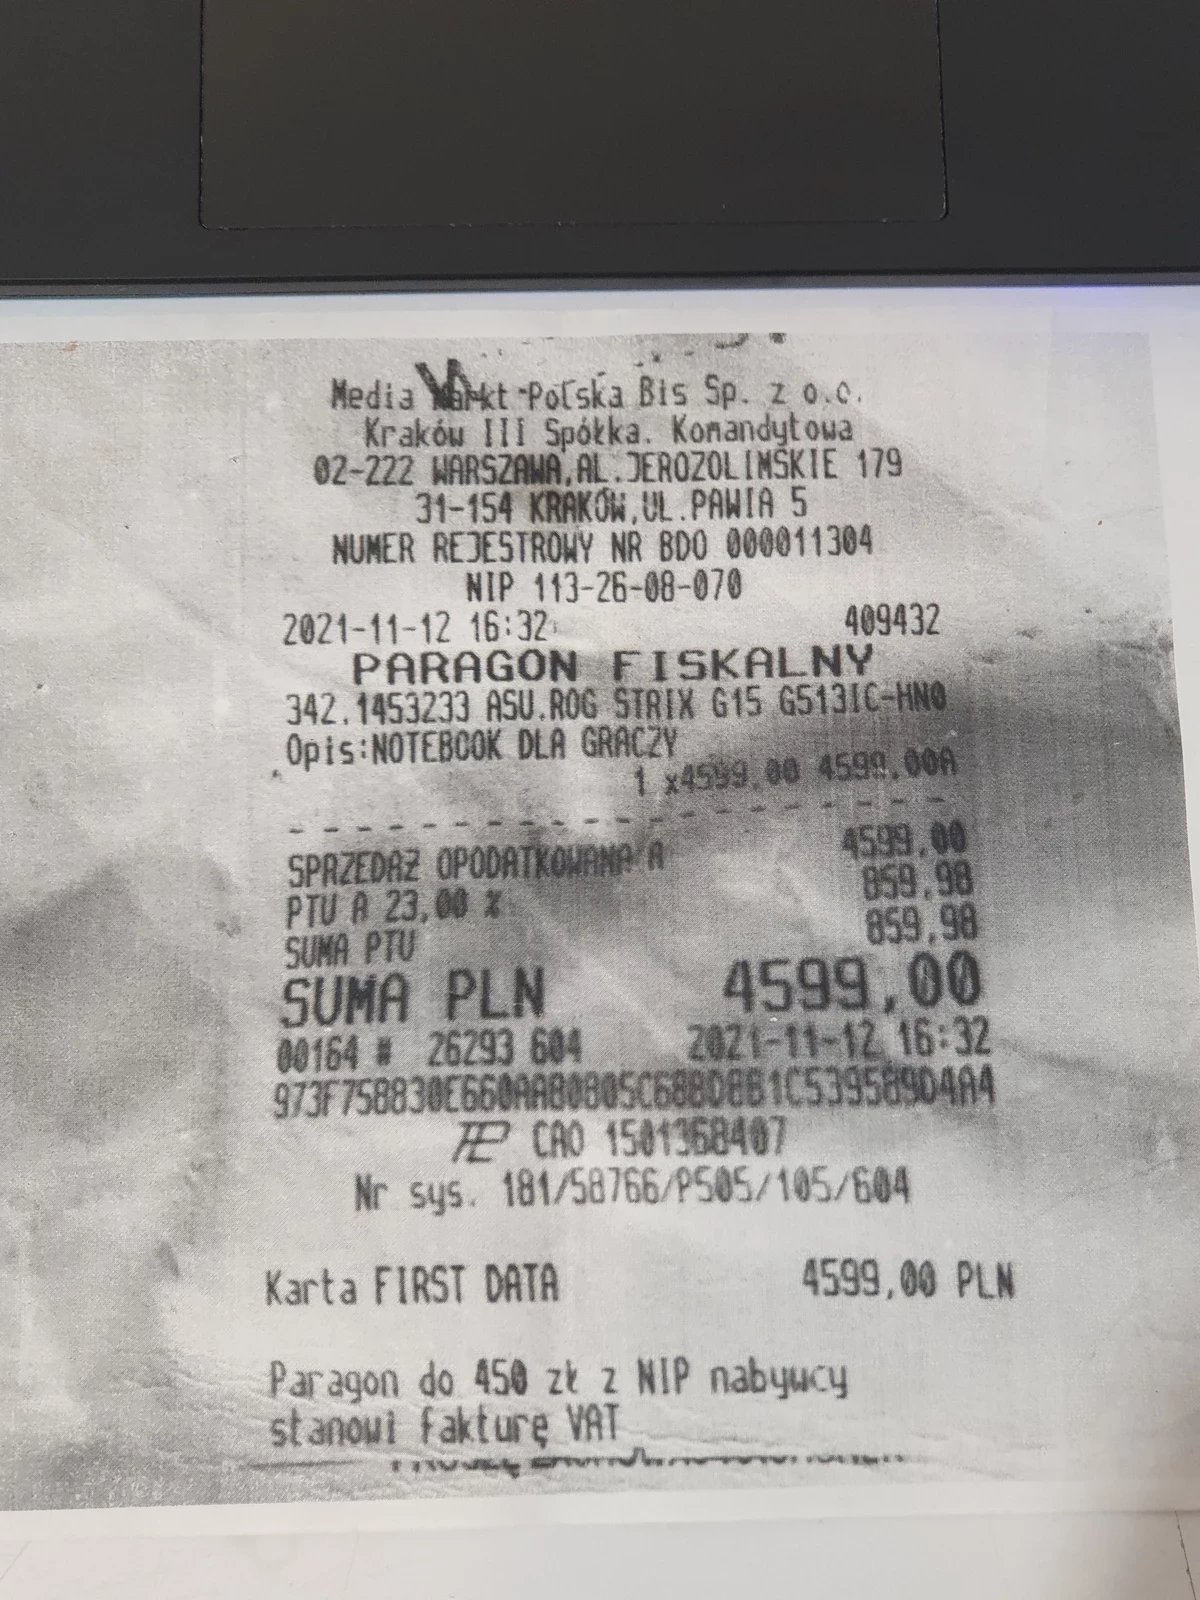 Media Markt Polska Bis Sp. z o.o.
Kraków III Spółka. Komandytowa
02-222 WARSZAWA,AL.JEROZOLIMSKIE 179
31-154 KRAKÓW,UL.PAWIA 5
NUMER REJESTROWY NR BDO 000011304
NIP 113-26-08-070
2021-11-12 16:32 409432
PARAGON FISKALNY
342.1453233 ASU.ROG STRIX G15 G513IC-HN0
Opis:NOTEBOOK DLA GRACZY
1 x4599,00 4599,00A
SPRZEDAŻ OPODATKOWANA A 4599,00
PTU A 23,00 % 859,98
SUMA PTU 859,98
SUMA PLN 4599,00
00164 # 26293 604 2021-11-12 16:32
CAO 1501368407
Nr sys. 181/58766/P505/105/604
Karta FIRST DATA 4599,00 PLN
Paragon do 450 zł z NIP nabywcy
stanowi fakturę VAT